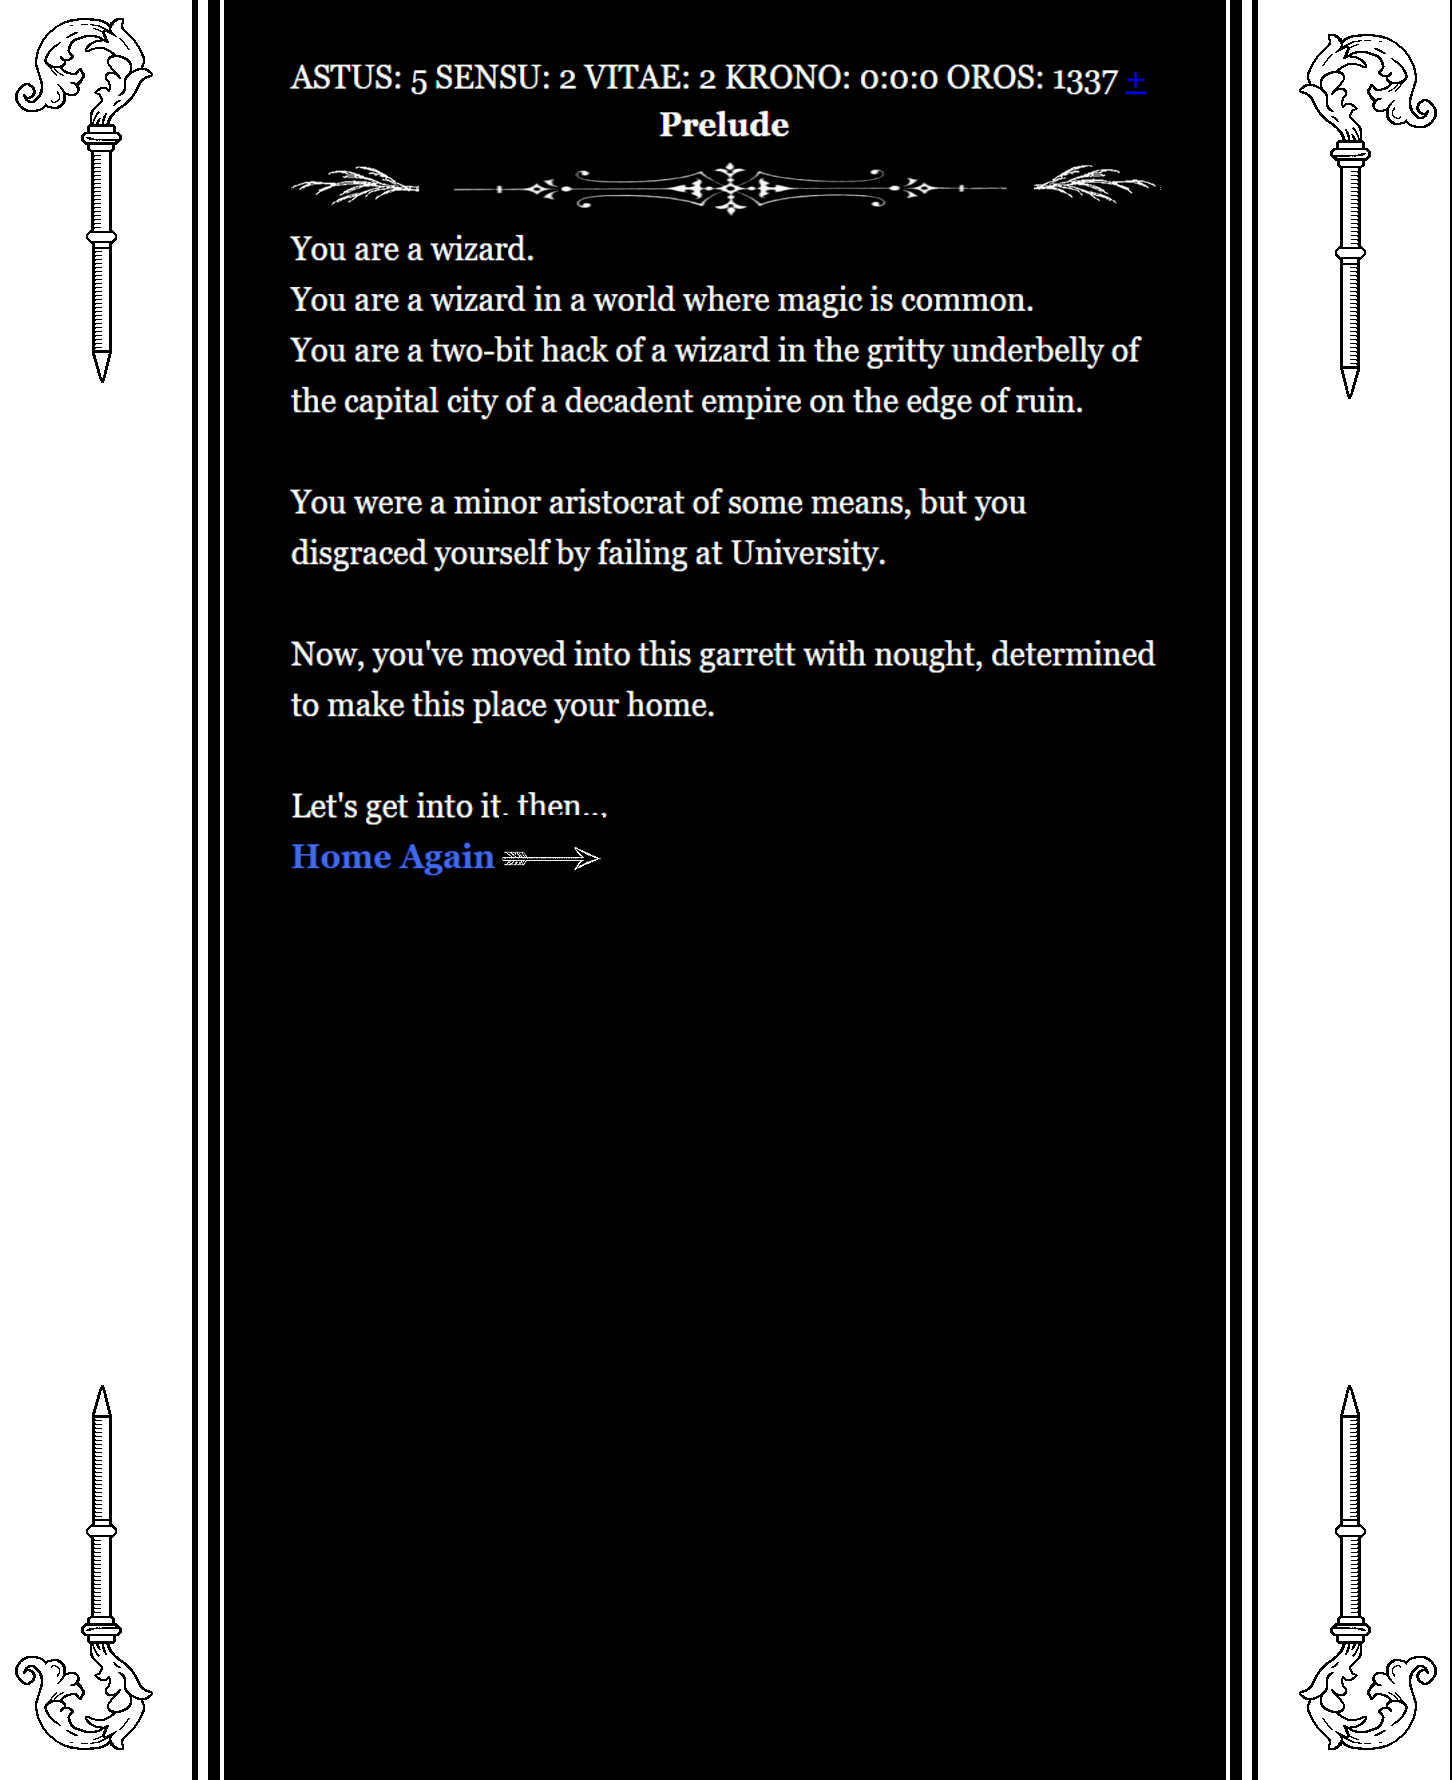 ASTUS: 5 SENSU: 2 VITAE: 2 KRONO: 0:0:0 OROS: 1337 +
Prelude
You are a wizard.
You are a wizard in a world where magic is common.
You are a two-bit hack of a wizard in the gritty underbelly of
the capital city of a decadent empire on the edge of ruin.
You were a minor aristocrat of some means, but you
disgraced yourself by failing at University.
Now, you've moved into this garrett with nought, determined
to make this place your home.
Let's get into it, then...
Home Again